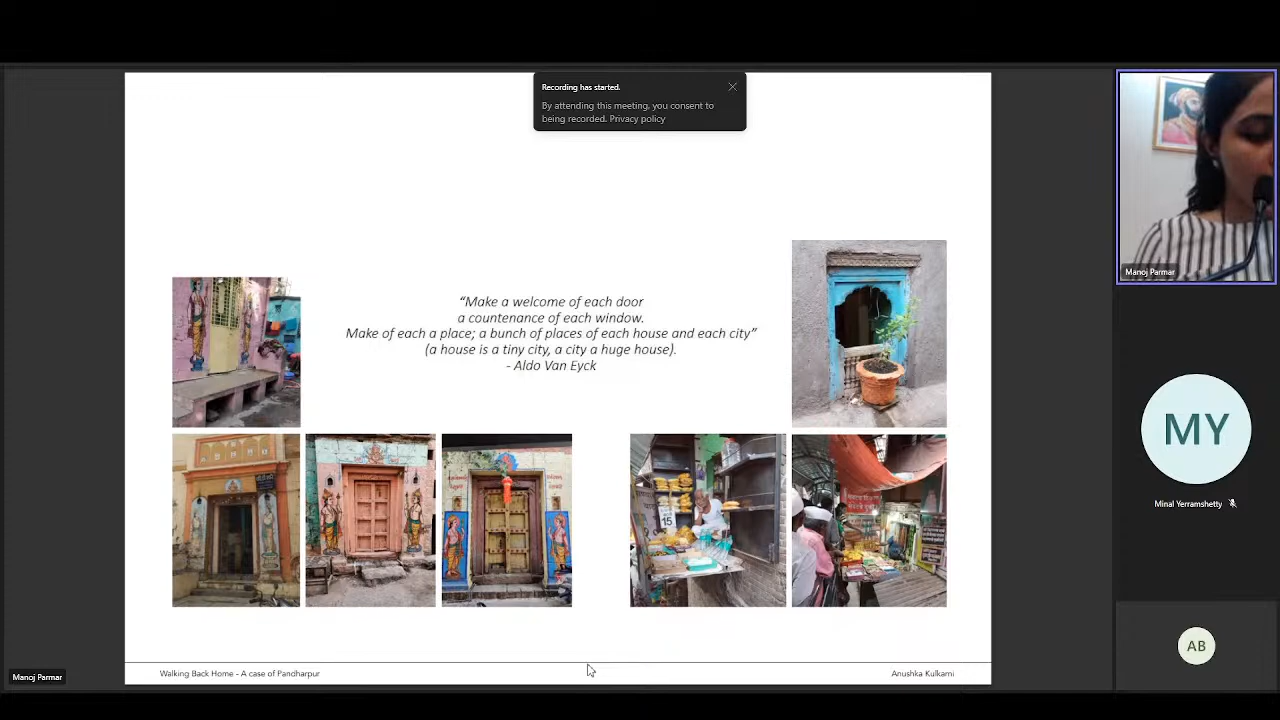 Recording has started.
By attending this meeting, you consent to
being recorded. Privacy policy
“Make a welcome of each door
a countenance of each window.
Make of each a place; a bunch of places of each house and each city”
(a house is a tiny city, a city a huge house).
- Aldo Van Eyck
15
Walking Back Home - A case of Pandharpur
Anushka Kulkarni
Manoj Parmar
Manoj Parmar
MY
Minal Yerramshetty
AB